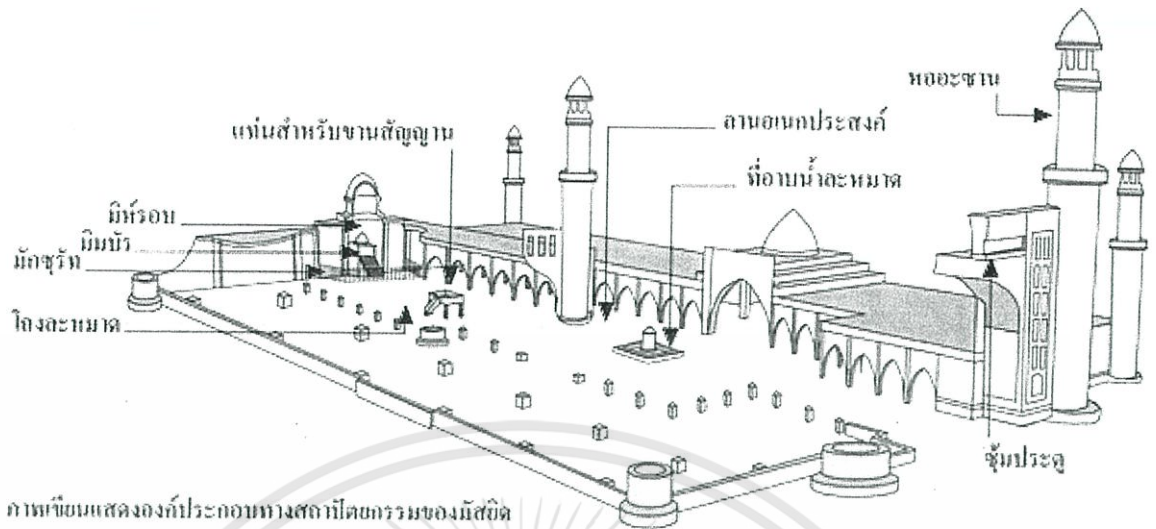 หออะซาน
แท่นสำหรับขานสัญญาน
ลานอเนกประสงค์
ที่อาบน้ำละหมาด
มิห์รอบ
มิมบัร
มักซุรัท
โถงละหมาด
ซุ้มประตู
ภาพเขียนแสดงองค์ประกอบทางสถาปัตยกรรมของมัสยิด